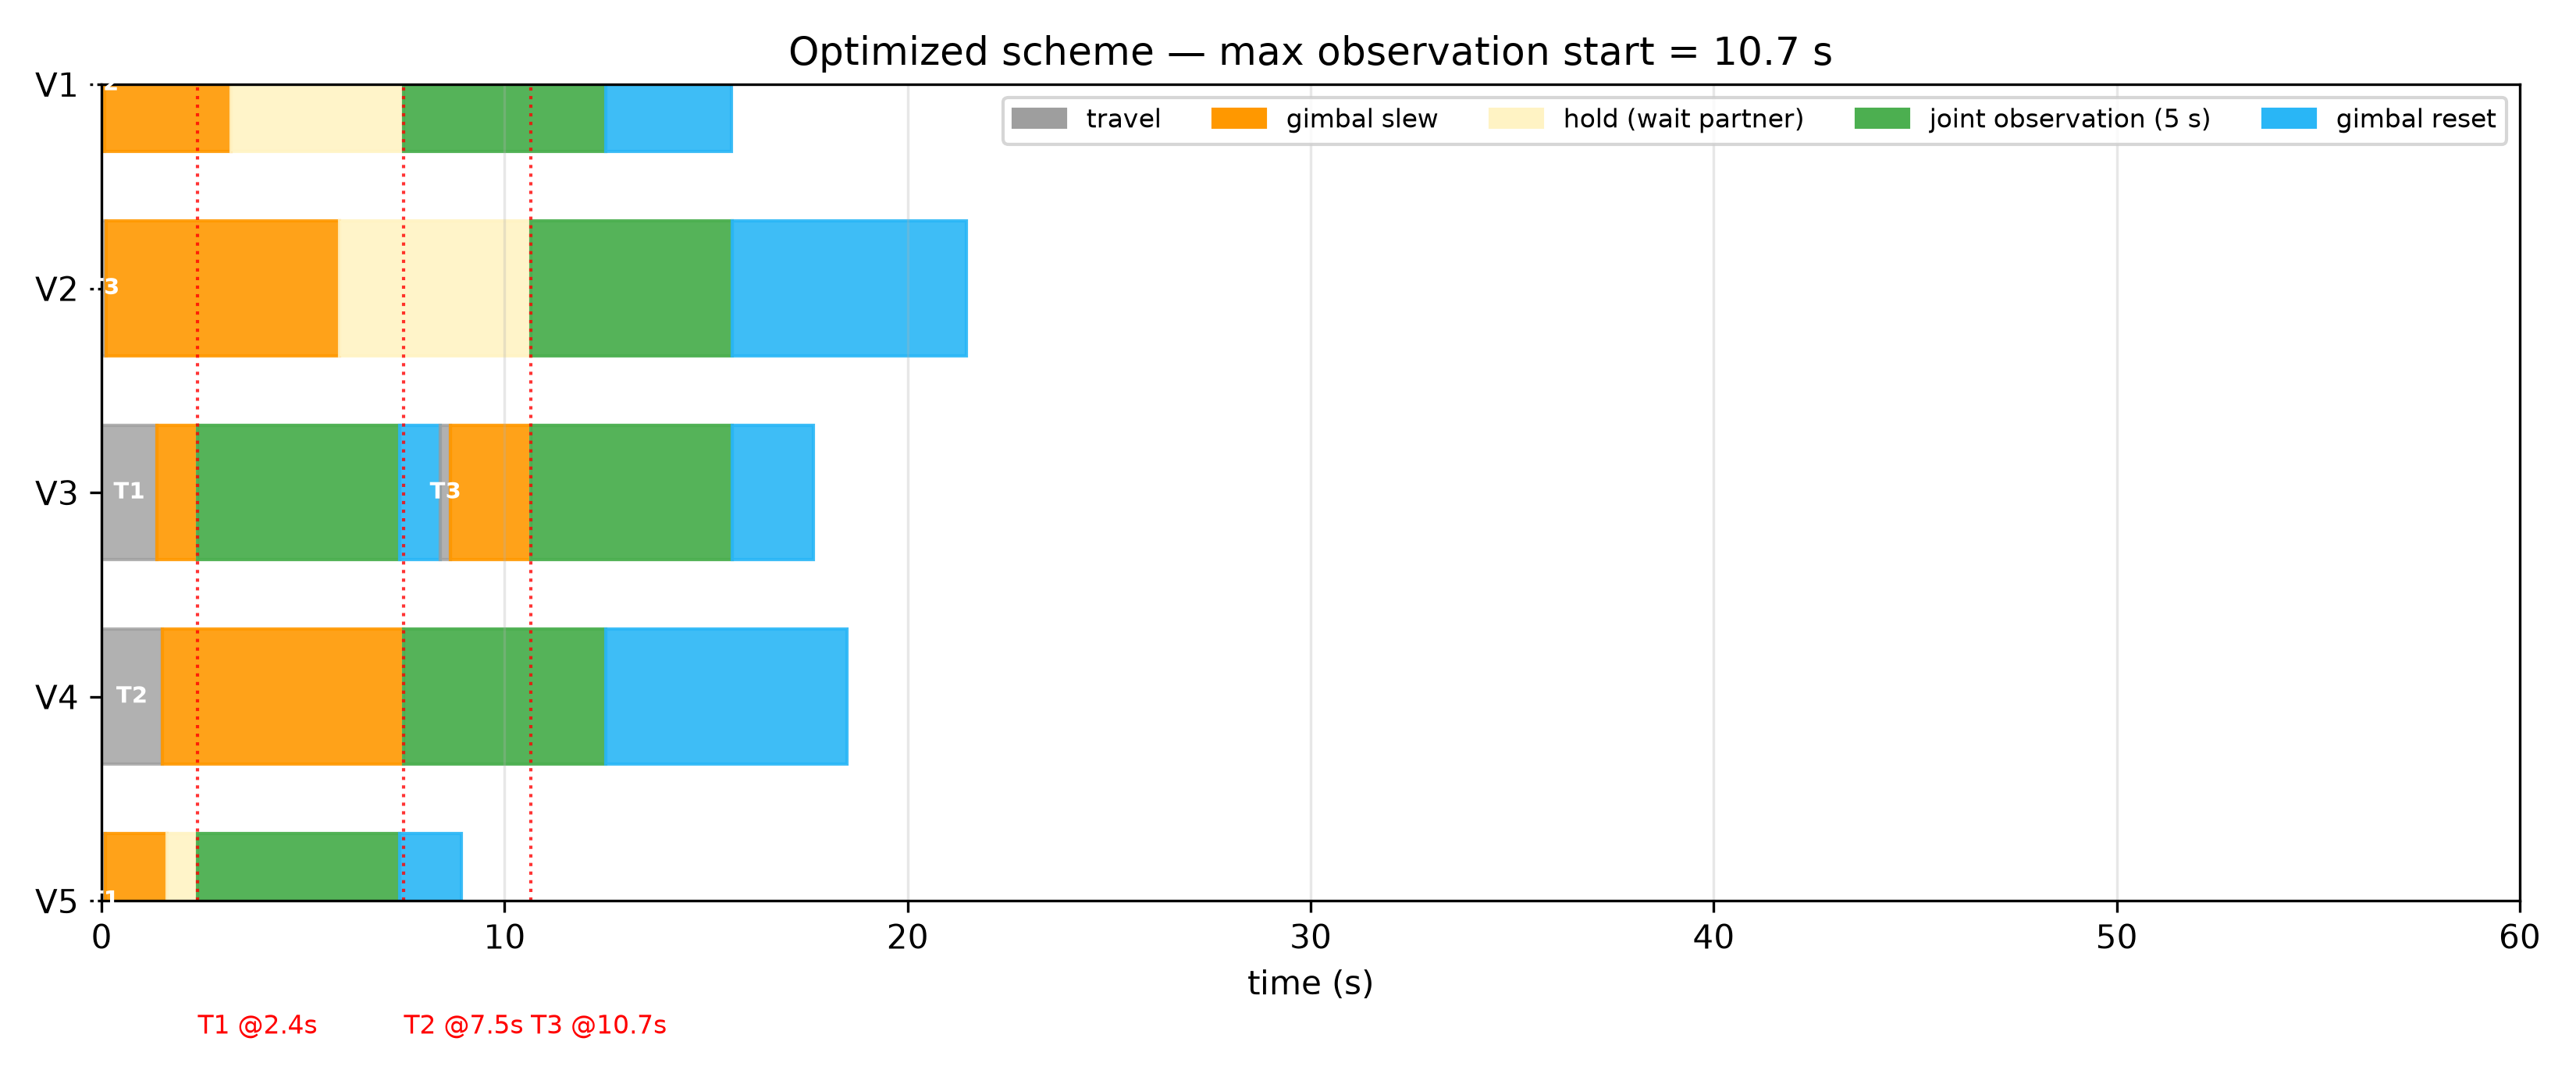 Optimized scheme — max observation start = 10.7 s
travel gimbal slew hold (wait partner) joint observation (5 s) gimbal reset
V1
V2
3
V3 T1 T3
V4 T2
V5
0 10 20 30 40 50 60
time (s)
T1 @2.4s T2 @7.5s T3 @10.7s